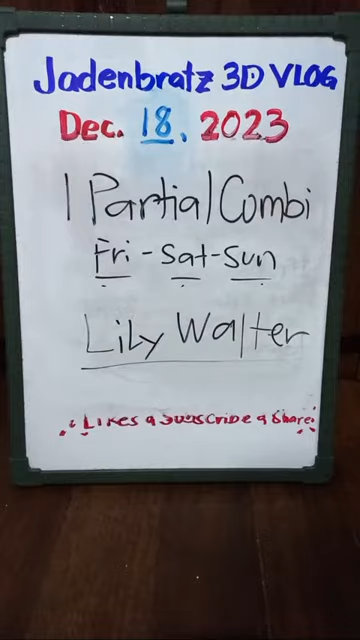 Jadenbratz 3D VLOG
Dec. 18, 2023
1 Partial Combi
Fri - Sat - Sun
Lily Walter
Likes & Subscribe & Share